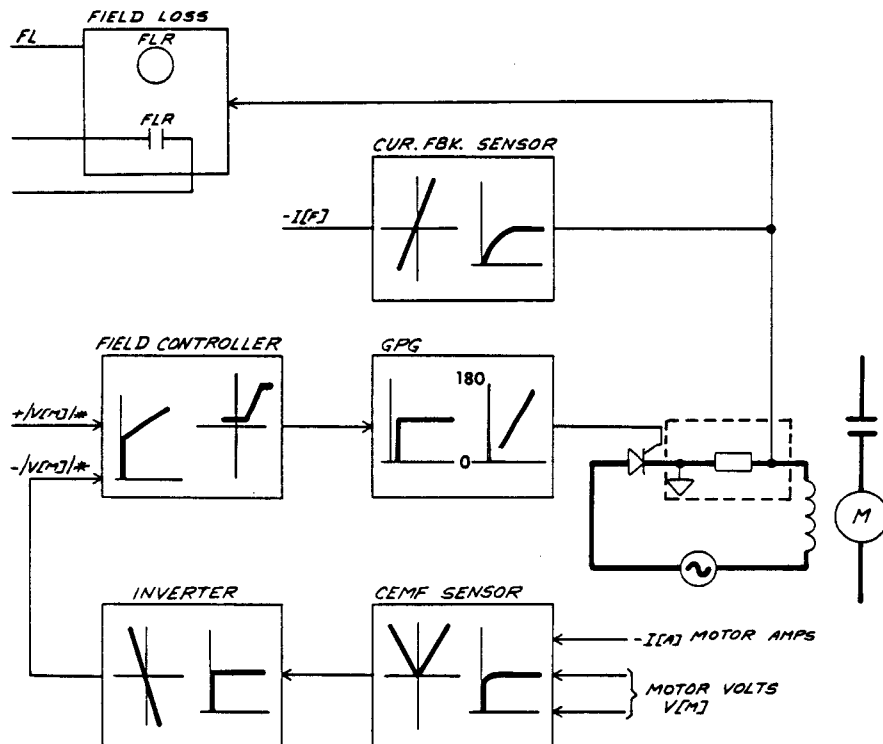 FIELD LOSS
FL
FLR
FLR
CUR. FBK. SENSOR
-I[F]
FIELD CONTROLLER
GPG
180
0
+/V[M]/*
-/V[M]/*
M
INVERTER
CEMF SENSOR
-I[A] MOTOR AMPS
MOTOR VOLTS
V[M]